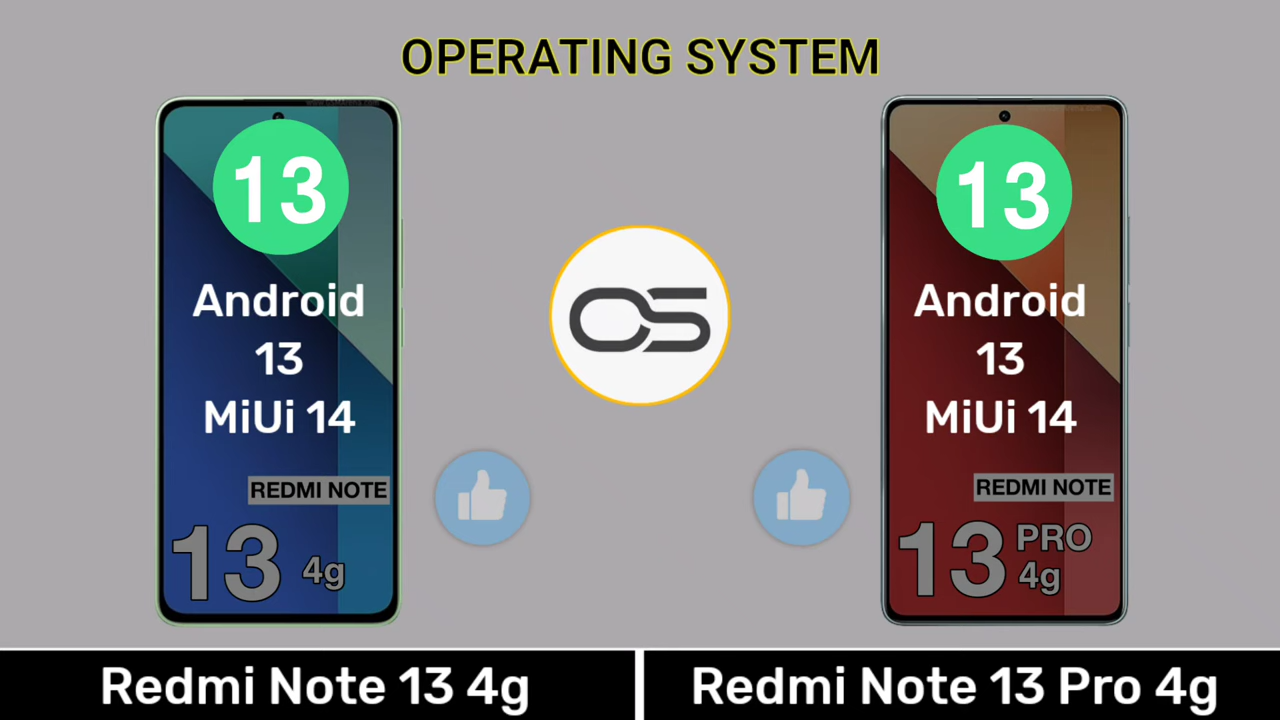 OPERATING SYSTEM
13
Android
13
MiUi 14
REDMI NOTE
13 4g
OS
13
Android
13
MiUi 14
REDMI NOTE
13 PRO
4g
Redmi Note 13 4g
Redmi Note 13 Pro 4g